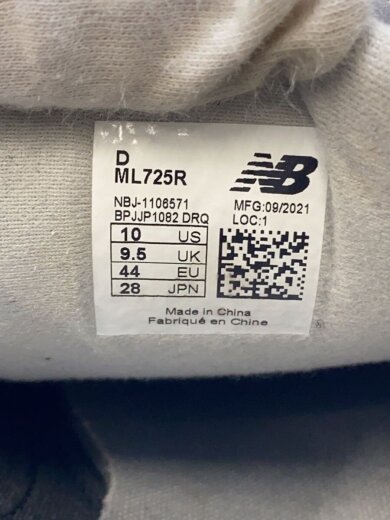 D
ML725R
NB
NBJ-1106571
BPJJP1082 DRQ
MFG:09/2021
LOC:1
10 US
9.5 UK
44 EU
28 JPN
Made in China
Fabriqué en Chine